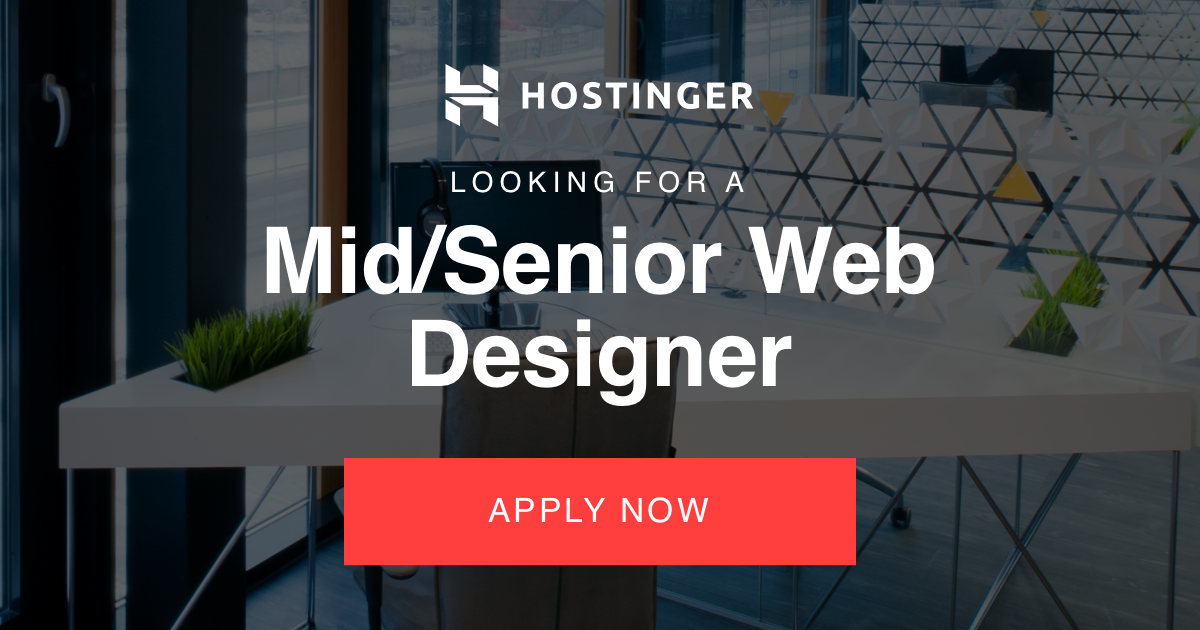 HOSTINGER
LOOKING FOR A
Mid/Senior Web
Designer
APPLY NOW